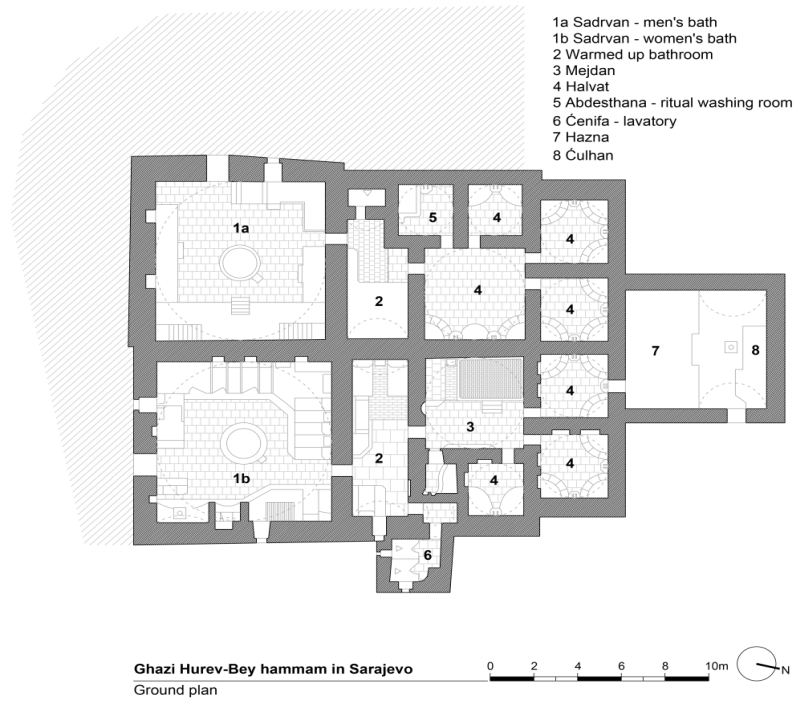 1a Sadrvan - men's bath
1b Sadrvan - women's bath
2 Warmed up bathroom
3 Mejdan
4 Halvat
5 Abdesthana - ritual washing room
6 Ćenifa - lavatory
7 Hazna
8 Ćulhan
1a
5
4
4
2
4
4
7
8
4
3
2
1b
4
4
6
Ghazi Hurev-Bey hammam in Sarajevo
Ground plan
0 2 4 6 8 10m
N